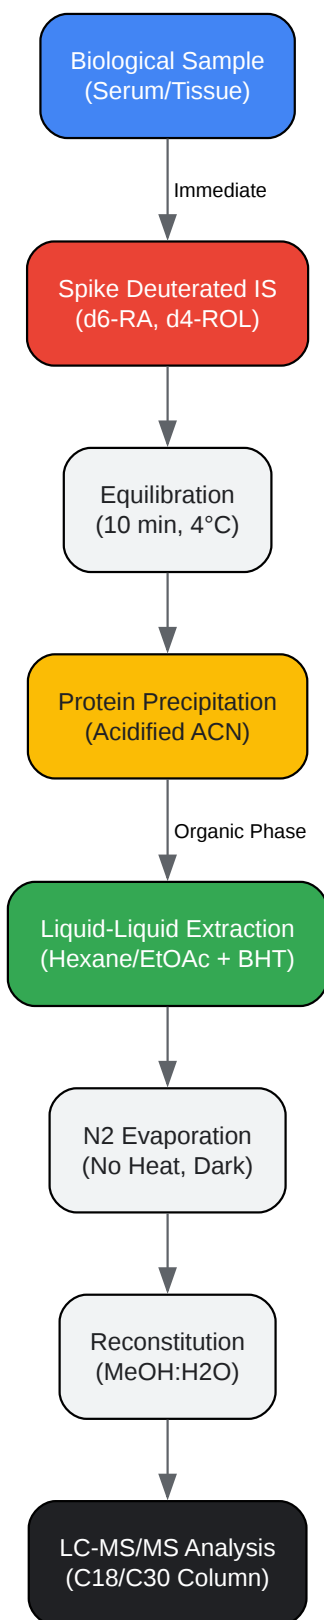 Biological Sample
(Serum/Tissue)
Immediate
Spike Deuterated IS
(d6-RA, d4-ROL)
Equilibration
(10 min, 4°C)
Protein Precipitation
(Acidified ACN)
Organic Phase
Liquid-Liquid Extraction
(Hexane/EtOAc + BHT)
N2 Evaporation
(No Heat, Dark)
Reconstitution
(MeOH:H2O)
LC-MS/MS Analysis
(C18/C30 Column)